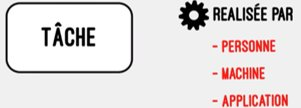 TÂCHE
REALISÉE PAR
- PERSONNE
- MACHINE
- APPLICATION